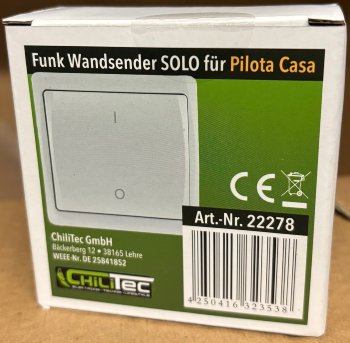 Funk Wandsender SOLO für Pilota Casa
I
O
CE
Art.-Nr. 22278
ChiliTec GmbH
Bäckerberg 12 • 38165 Lehre
WEEE-Nr. DE 25841852
CHILITEC
4250416323538